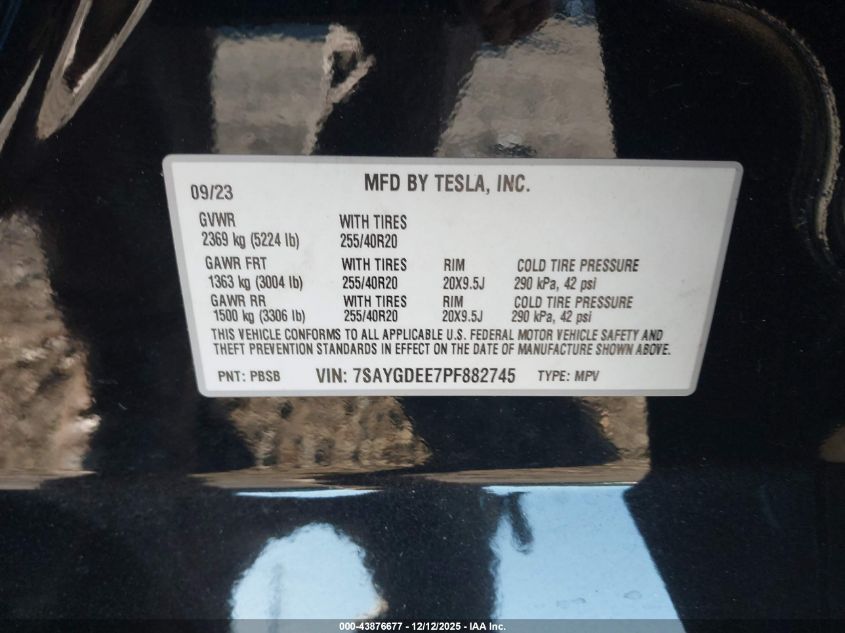 09/23 MFD BY TESLA, INC.
GVWR WITH TIRES
2369 kg (5224 lb) 255/40R20
GAWR FRT WITH TIRES RIM COLD TIRE PRESSURE
1363 kg (3004 lb) 255/40R20 20X9.5J 290 kPa, 42 psi
GAWR RR WITH TIRES RIM COLD TIRE PRESSURE
1500 kg (3306 lb) 255/40R20 20X9.5J 290 kPa, 42 psi
THIS VEHICLE CONFORMS TO ALL APPLICABLE U.S. FEDERAL MOTOR VEHICLE SAFETY AND
THEFT PREVENTION STANDARDS IN EFFECT ON THE DATE OF MANUFACTURE SHOWN ABOVE.
PNT: PBSB VIN: 7SAYGDEE7PF882745 TYPE: MPV
000-43876677 - 12/12/2025 - IAA Inc.